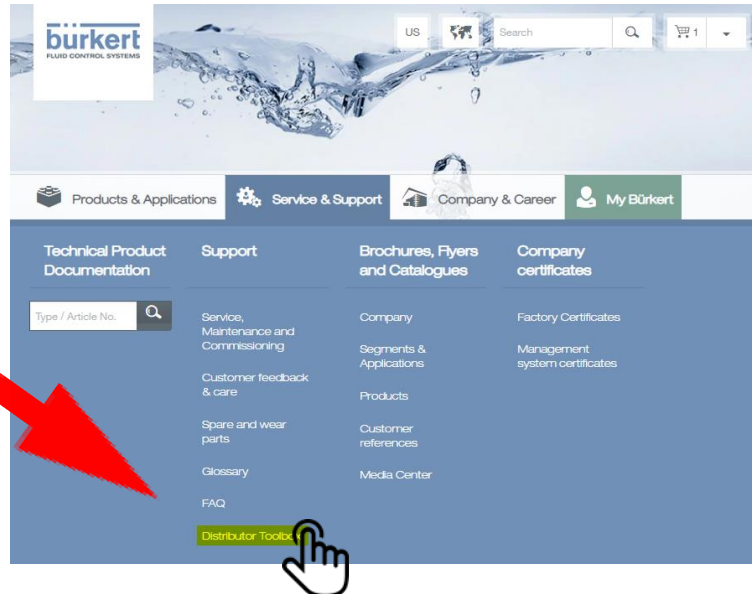 bürkert
FLUID CONTROL SYSTEMS
US
Search
1
Products & Applications
Service & Support
Company & Career
My Bürkert
Technical Product
Documentation
Type / Article No.
Support
Service,
Maintenance and
Commissioning
Customer feedback
& care
Spare and wear
parts
Glossary
FAQ
Distributor Toolbox
Brochures, Flyers
and Catalogues
Company
Segments &
Applications
Products
Customer
references
Media Center
Company
certificates
Factory Certificates
Management
system certificates